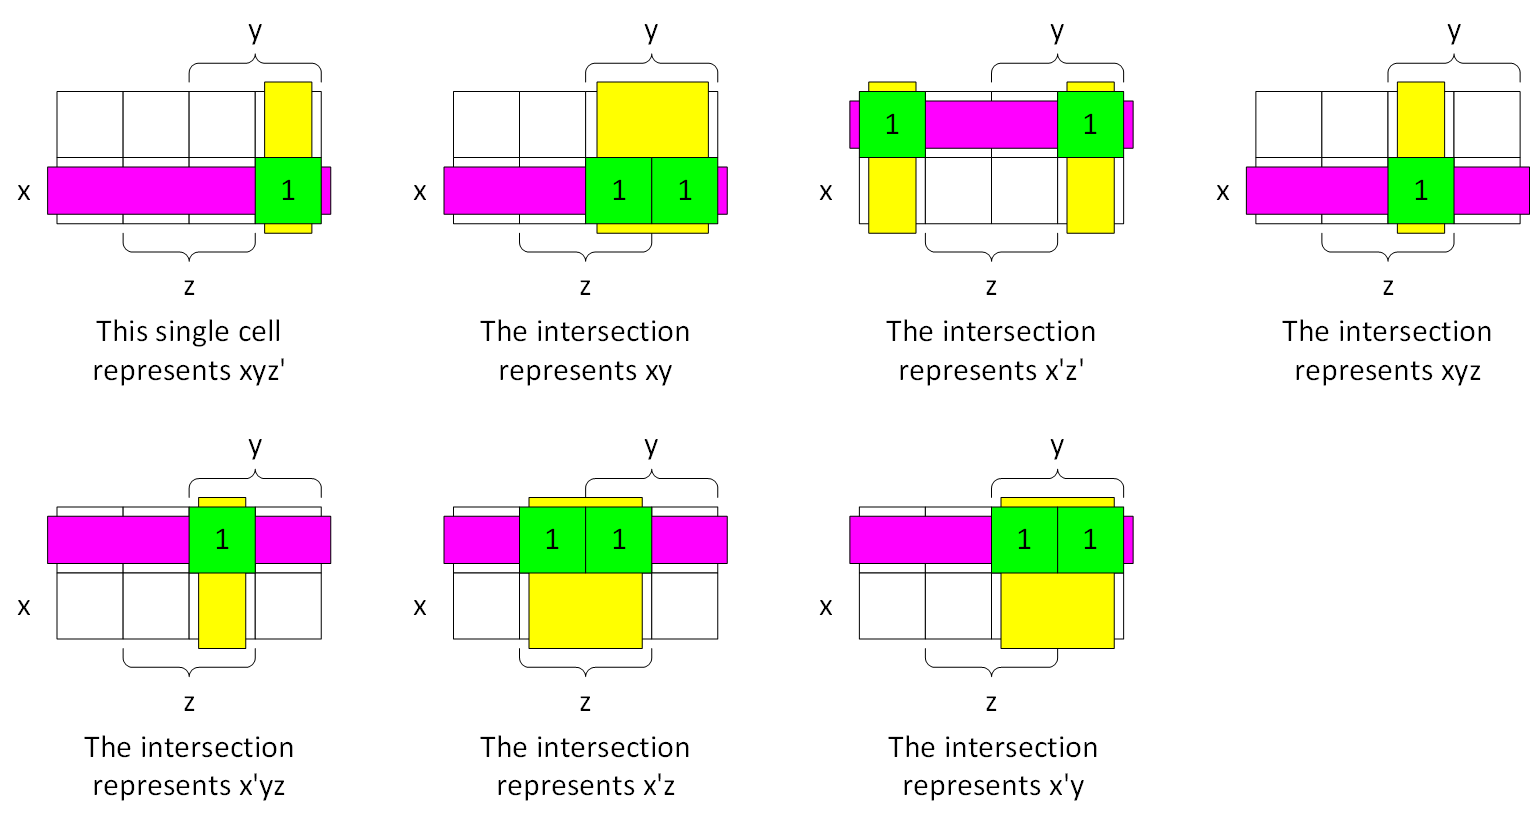 y
y
y
y
1
1
x
1
x
1
1
x
x
1
z
z
z
z
This single cell
represents xyz'
The intersection
represents xy
The intersection
represents x'z'
The intersection
represents xyz
y
y
y
1
1
1
1
1
x
x
x
z
z
z
The intersection
represents x'yz
The intersection
represents x'z
The intersection
represents x'y